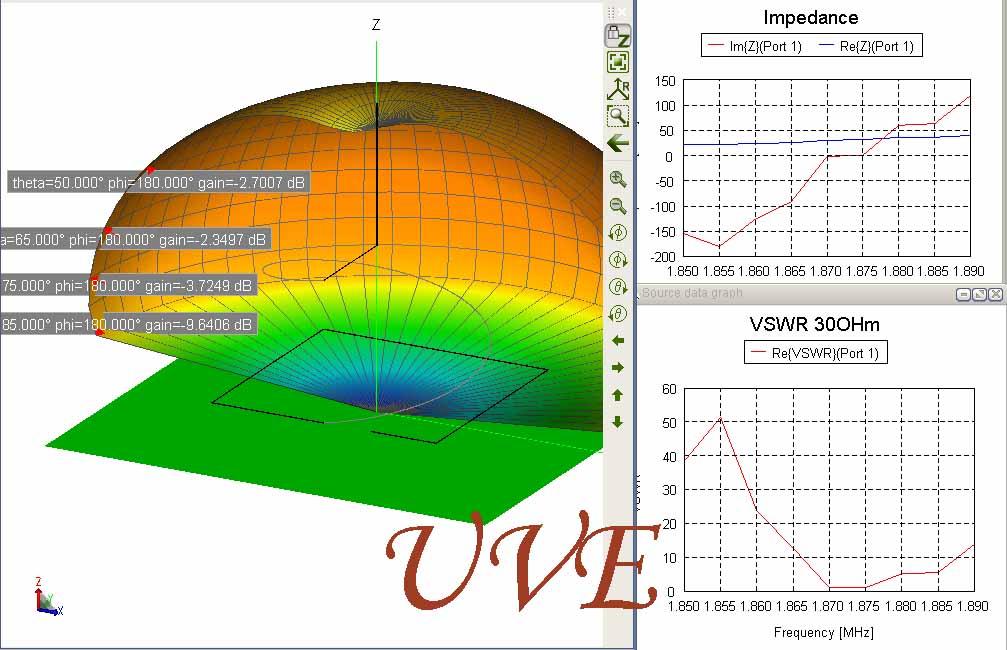 Z
theta=50.000° phi=180.000° gain=-2.7007 dB
a=65.000° phi=180.000° gain=-2.3497 dB
75.000° phi=180.000° gain=-3.7249 dB
85.000° phi=180.000° gain=-9.6406 dB
Z
Y
X
UVE
Z
R
Φ
Φ
θ
θ
Impedance
Im{Z}(Port 1) Re{Z}(Port 1)
150
100
50
0
-50
-100
-150
-200
1.850 1.855 1.860 1.865 1.870 1.875 1.880 1.885 1.890
Source data graph
VSWR 30OHm
Re{VSWR}(Port 1)
60
50
40
30
20
10
0
1.850 1.855 1.860 1.865 1.870 1.875 1.880 1.885 1.890
Frequency [MHz]